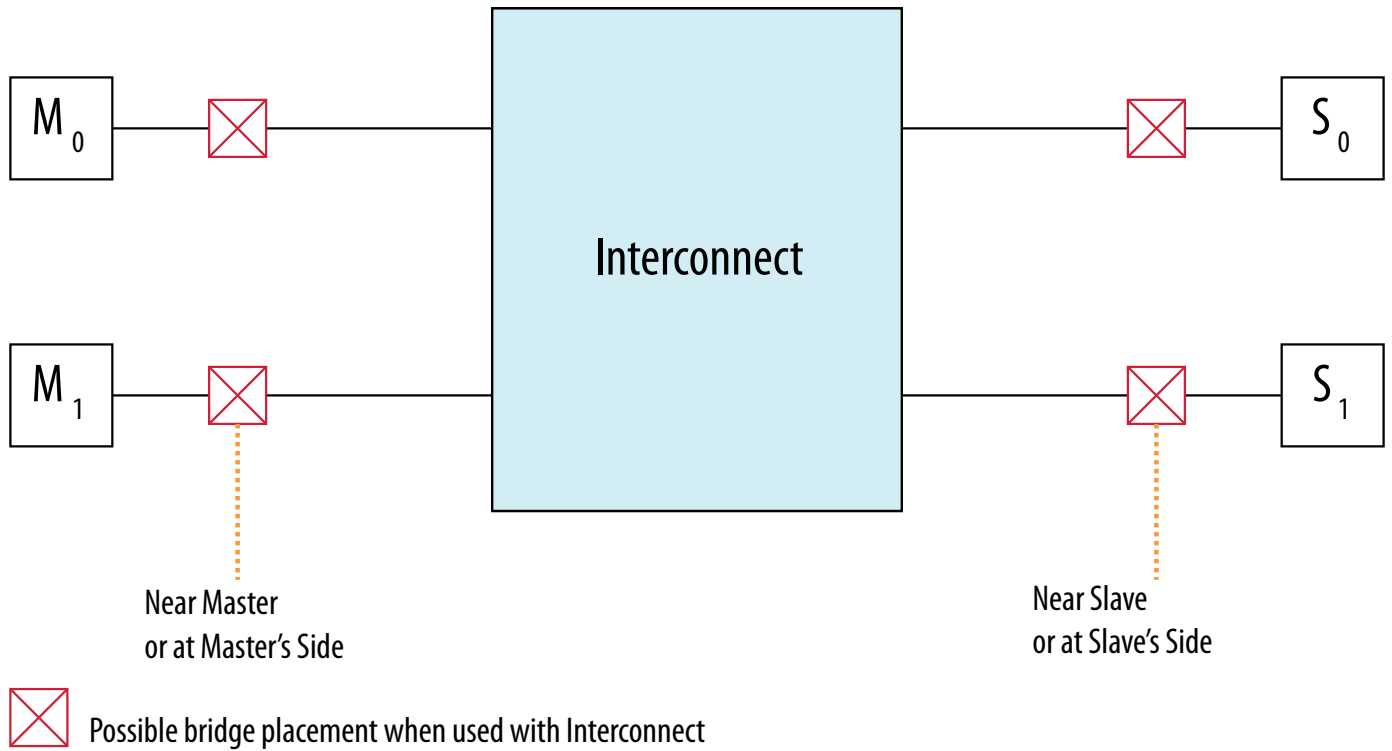 M0
S0
Interconnect
M1
S1
Near Master
or at Master’s Side
Near Slave
or at Slave’s Side
Possible bridge placement when used with Interconnect